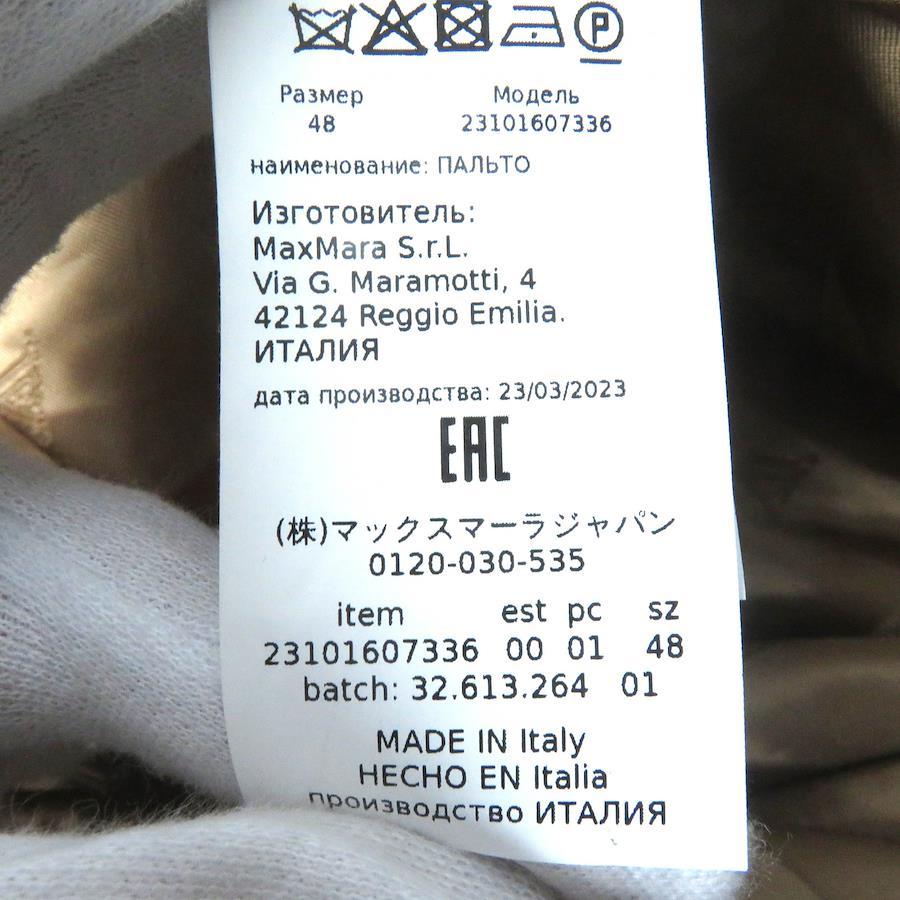 P
Размер Модель
48 23101607336
наименование: ПАЛЬТО
Изготовитель:
MaxMara S.r.L.
Via G. Maramotti, 4
42124 Reggio Emilia.
ИТАЛИЯ
дата производства: 23/03/2023
EAC
(株)マックスマーラジャパン
0120-030-535
item est pc sz
23101607336 00 01 48
batch: 32.613.264 01
MADE IN Italy
HECHO EN Italia
производство ИТАЛИЯ